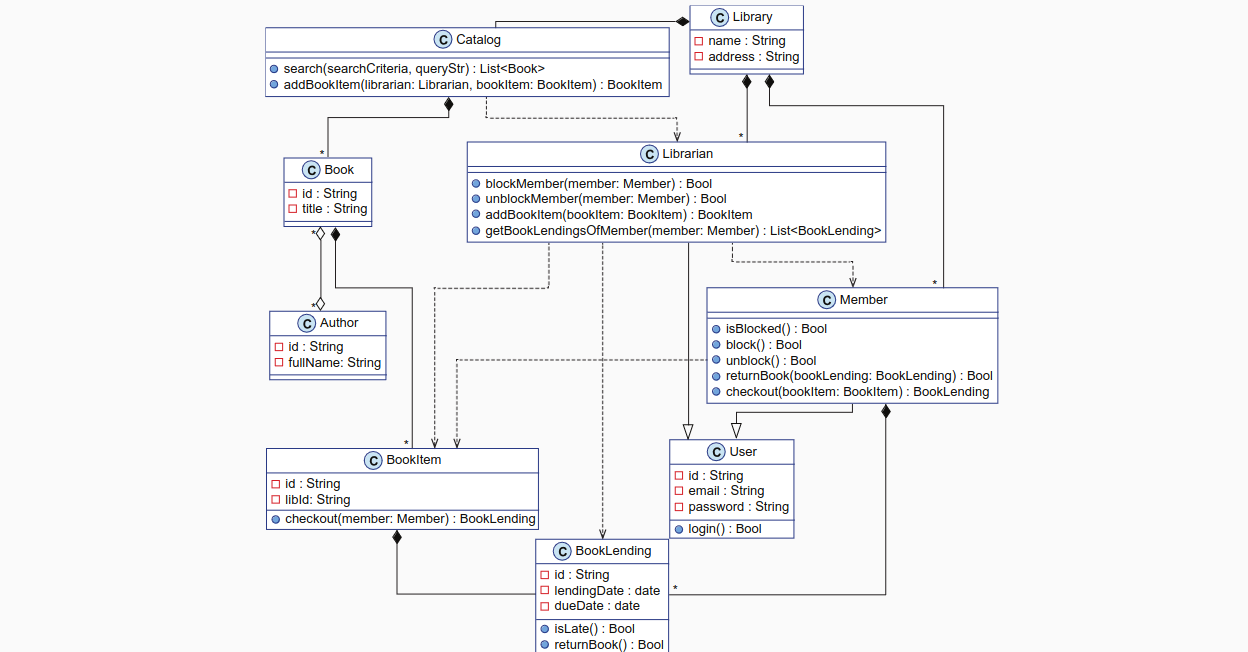 C Library
name : String
address : String
C Catalog
search(searchCriteria, queryStr) : List<Book>
addBookItem(librarian: Librarian, bookItem: BookItem) : BookItem
*
*
C Librarian
blockMember(member: Member) : Bool
unblockMember(member: Member) : Bool
addBookItem(bookItem: BookItem) : BookItem
getBookLendingsOfMember(member: Member) : List<BookLending>
C Book
id : String
title : String
*
*
C Author
id : String
fullName: String
*
C Member
isBlocked() : Bool
block() : Bool
unblock() : Bool
returnBook(bookLending: BookLending) : Bool
checkout(bookItem: BookItem) : BookLending
*
C BookItem
id : String
libId: String
checkout(member: Member) : BookLending
C User
id : String
email : String
password : String
login() : Bool
C BookLending
id : String
lendingDate : date
dueDate : date
isLate() : Bool
returnBook() : Bool
*